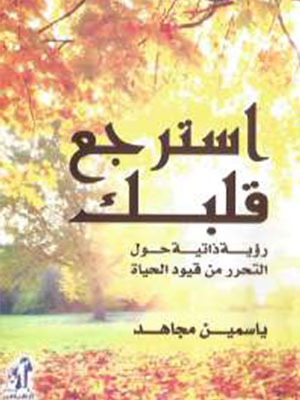 استرجع
قلبك
رؤية ذاتية حول
التحرر من قيود الحياة
ياسمين مجاهد